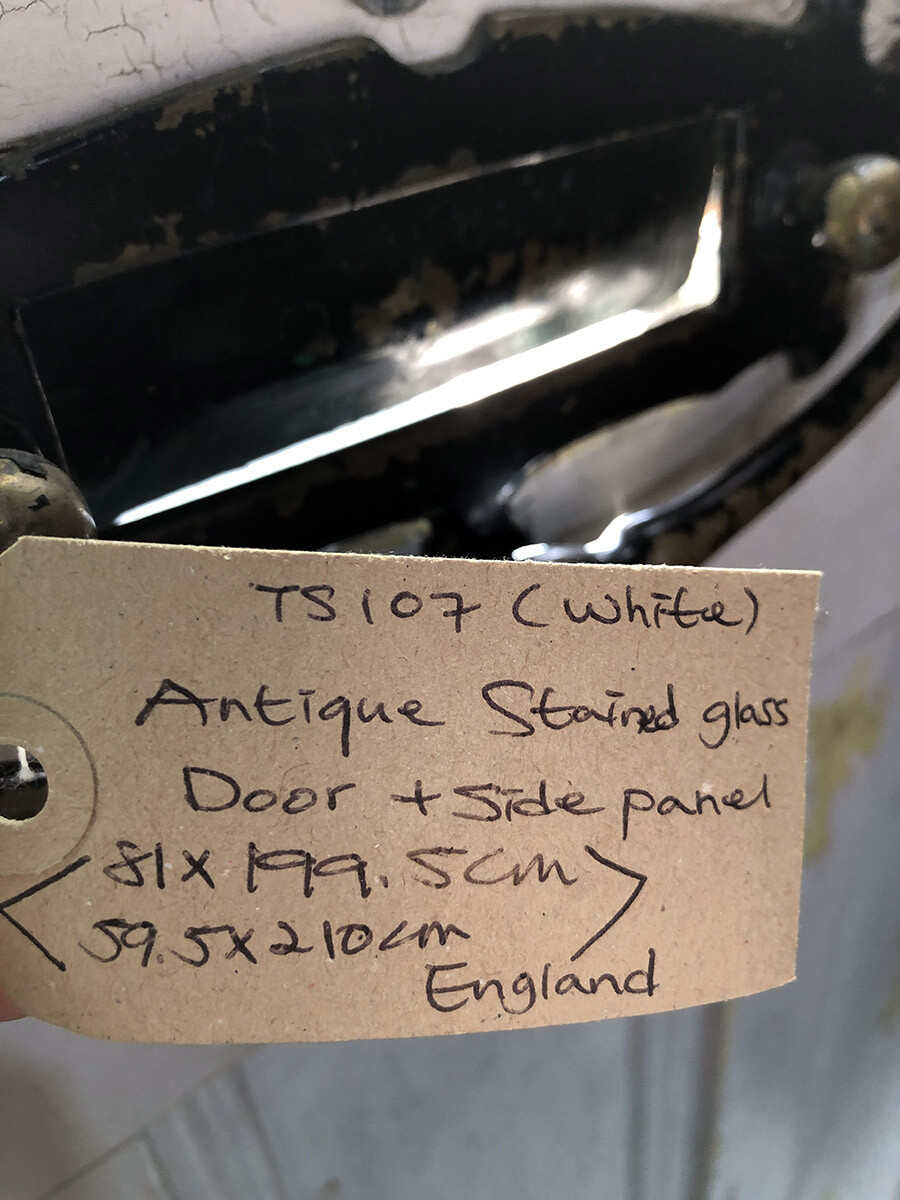 TS107 (White)
Antique Stained glass
Door + Side panel
81x199.5cm
59.5x210cm
England